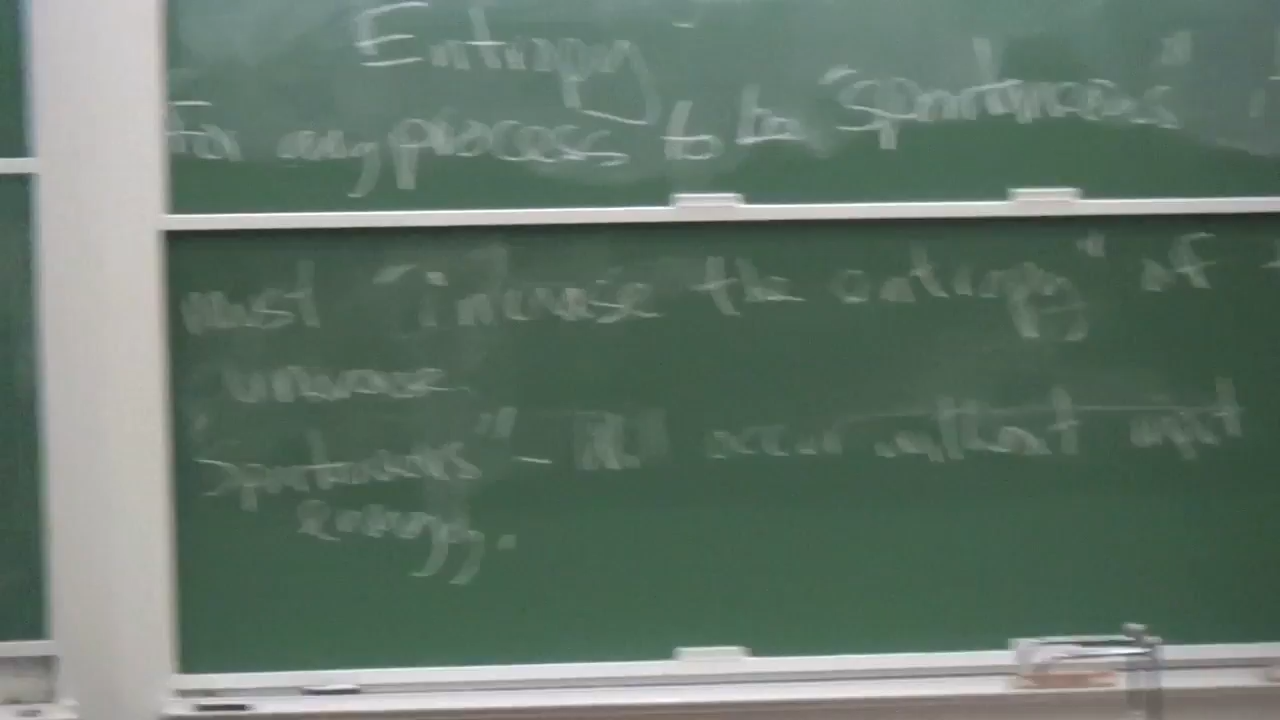 Entropy
For any process to be "Spontaneous" i
must "increase the entropy" of t
universe
spontaneous" - Will occur without input
energy.